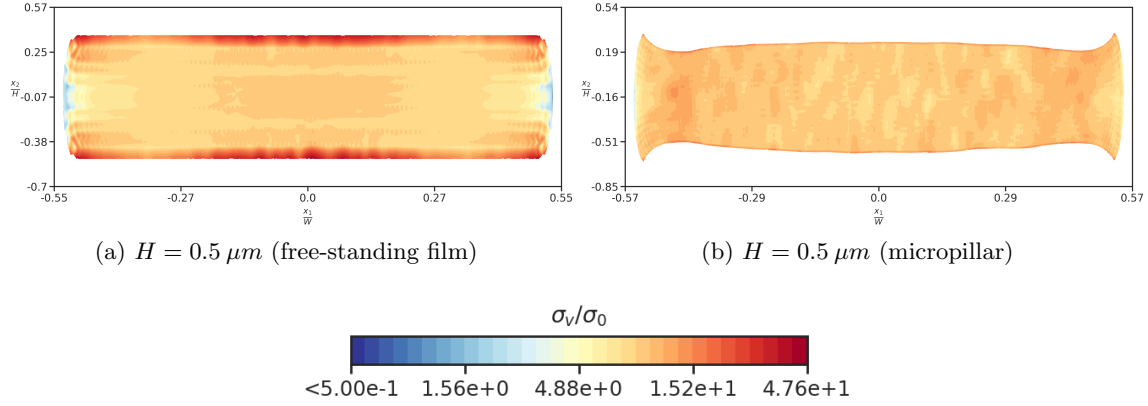 0.57
0.25
-0.07
-0.38
-0.7
x₂/H
-0.55 -0.27 0.0 0.27 0.55
x₁/W
(a) H = 0.5 μm (free-standing film)
0.54
0.19
-0.16
-0.51
-0.85
x₂/H
-0.57 -0.29 0.0 0.29 0.57
x₁/W
(b) H = 0.5 μm (micropillar)
σᵥ/σ₀
<5.00e-1 1.56e+0 4.88e+0 1.52e+1 4.76e+1